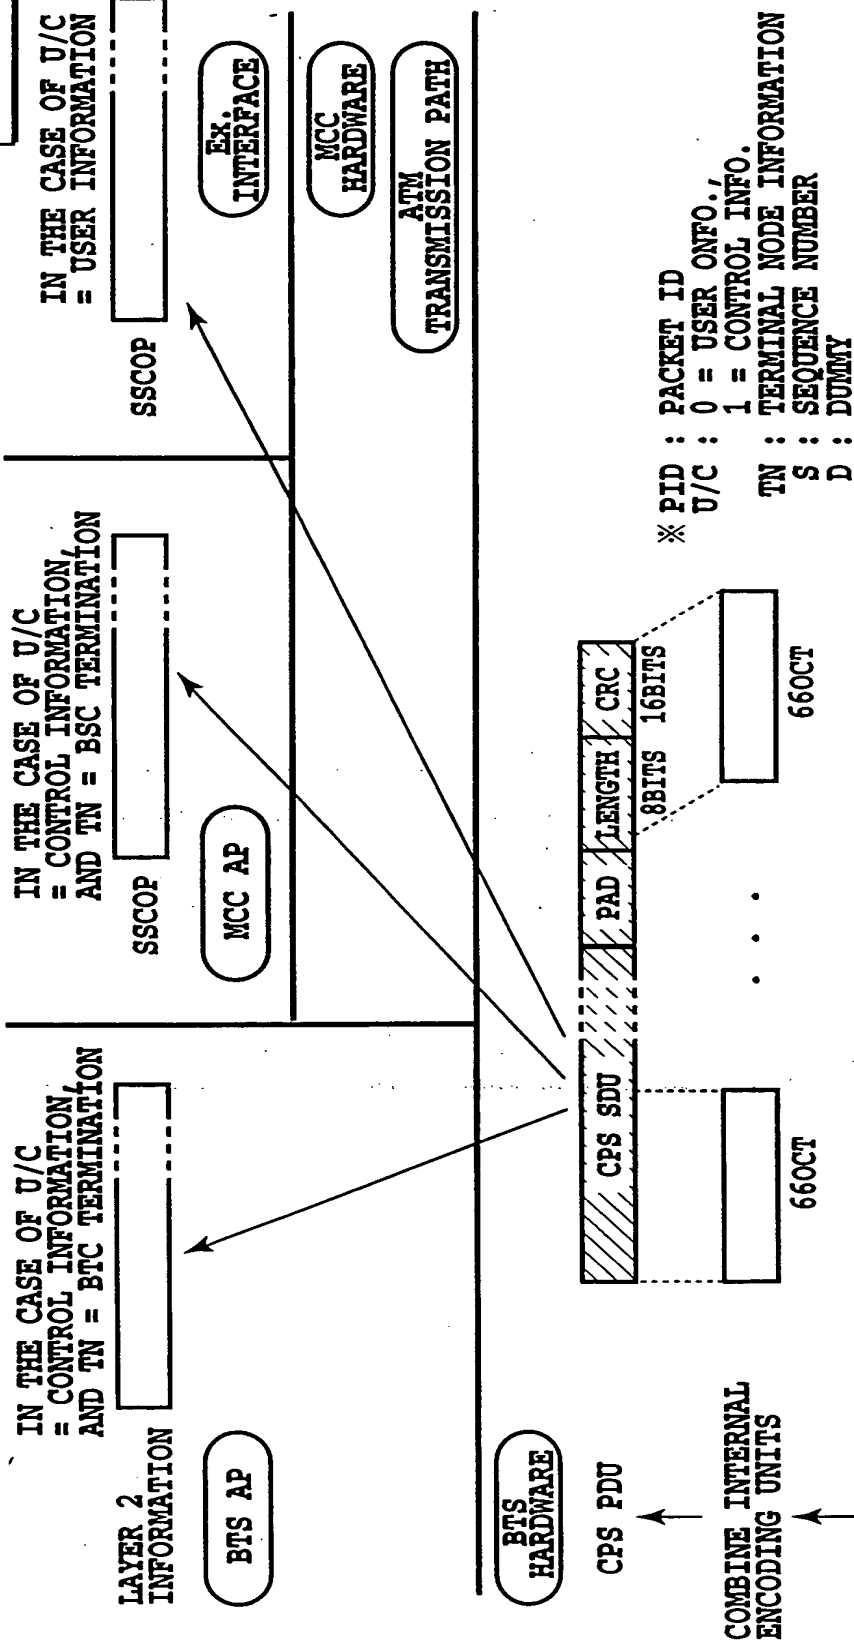 IN THE CASE OF U/C
= CONTROL INFORMATION,
AND TN = BTC TERMINATION
LAYER 2
INFORMATION
BTS AP
IN THE CASE OF U/C
= CONTROL INFORMATION,
AND TN = BSC TERMINATION
SSCOP
MCC AP
IN THE CASE OF U/C
= USER INFORMATION
SSCOP
Ex.
INTERFACE
MCC
HARDWARE
ATM
TRANSMISSION PATH
BTS
HARDWARE
CPS PDU
CPS SDU
PAD
LENGTH
CRC
8BITS
16BITS
COMBINE INTERNAL
ENCODING UNITS
66OCT
. . .
66OCT
※ PID : PACKET ID
U/C : 0 = USER ONFO.,
1 = CONTROL INFO.
TN : TERMINAL NODE INFORMATION
S : SEQUENCE NUMBER
D : DUMMY